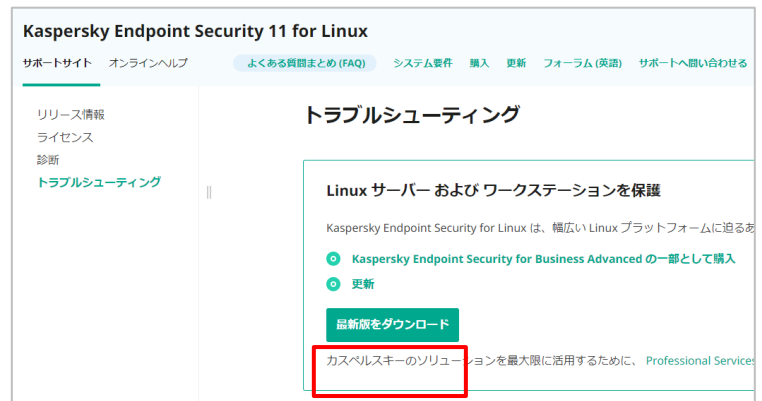 Kaspersky Endpoint Security 11 for Linux
サポートサイト オンラインヘルプ よくある質問まとめ (FAQ) システム要件 購入 更新 フォーラム (英語) サポートへ問い合わせる
リリース情報
ライセンス
診断
トラブルシューティング
トラブルシューティング
Linux サーバー および ワークステーションを保護
Kaspersky Endpoint Security for Linux は、幅広い Linux プラットフォームに迫るあ
Kaspersky Endpoint Security for Business Advanced の一部として購入
更新
最新版をダウンロード
カスペルスキーのソリューションを最大限に活用するために、 Professional Services